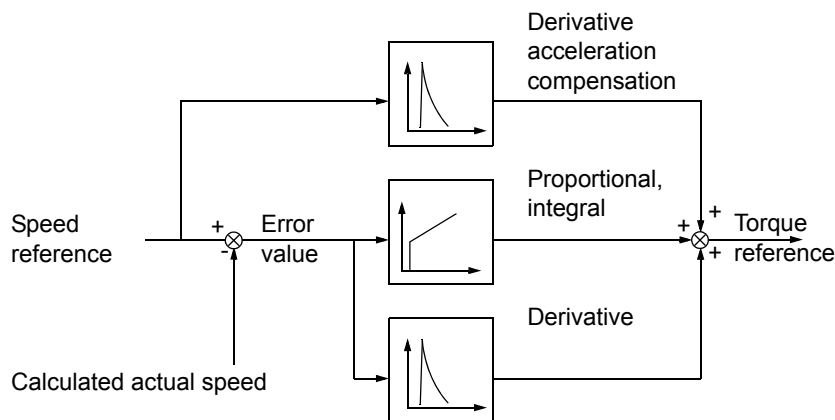 Derivative
acceleration
compensation
Proportional,
integral
Speed
reference
+
-
Error
value
+
+
+
Torque
reference
Derivative
Calculated actual speed